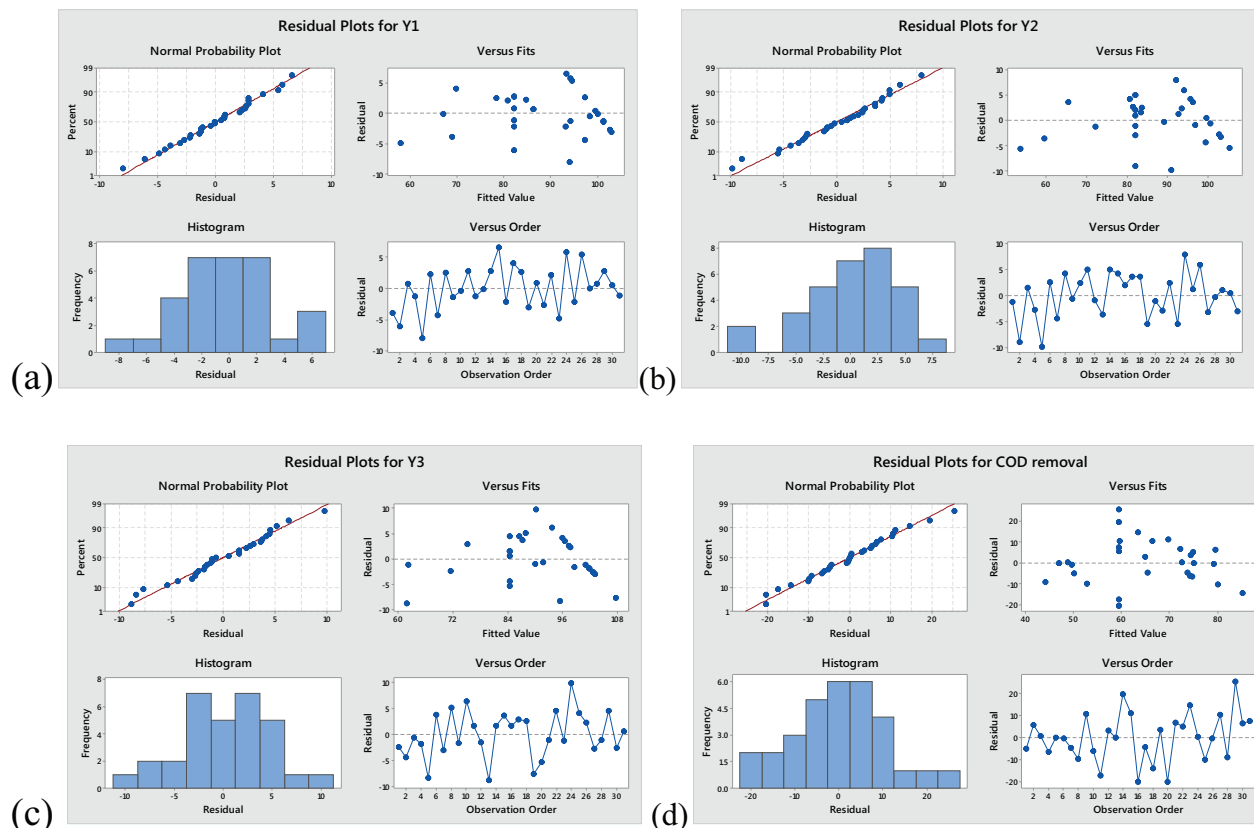 Residual Plots for Y1
Normal Probability Plot
Versus Fits
99
90
50
10
1
Percent
-10 -5 0 5 10
Residual
5
0
-5
-10
Residual
60 70 80 90 100
Fitted Value
Histogram
Versus Order
8
6
4
2
0
Frequency
-8 -6 -4 -2 0 2 4 6
Residual
5
0
-5
-10
Residual
2 4 6 8 10 12 14 16 18 20 22 24 26 28 30
Observation Order
(a)
Residual Plots for Y2
Normal Probability Plot
Versus Fits
99
90
50
10
1
Percent
-10 -5 0 5 10
Residual
10
5
0
-5
-10
Residual
60 70 80 90 100
Fitted Value
Histogram
Versus Order
8
6
4
2
0
Frequency
-10.0 -7.5 -5.0 -2.5 0.0 2.5 5.0 7.5
Residual
10
5
0
-5
-10
Residual
2 4 6 8 10 12 14 16 18 20 22 24 26 28 30
Observation Order
(b)
Residual Plots for Y3
Normal Probability Plot
Versus Fits
99
90
50
10
1
Percent
-10 -5 0 5 10
Residual
10
5
0
-5
-10
Residual
60 72 84 96 108
Fitted Value
Histogram
Versus Order
8
6
4
2
0
Frequency
-10 -5 0 5 10
Residual
10
5
0
-5
-10
Residual
2 4 6 8 10 12 14 16 18 20 22 24 26 28 30
Observation Order
(c)
Residual Plots for COD removal
Normal Probability Plot
Versus Fits
99
90
50
10
1
Percent
-20 -10 0 10 20
Residual
20
10
0
-10
-20
Residual
40 50 60 70 80
Fitted Value
Histogram
Versus Order
6.0
4.5
3.0
1.5
0.0
Frequency
-20 -10 0 10 20
Residual
20
10
0
-10
-20
Residual
2 4 6 8 10 12 14 16 18 20 22 24 26 28 30
Observation Order
(d)